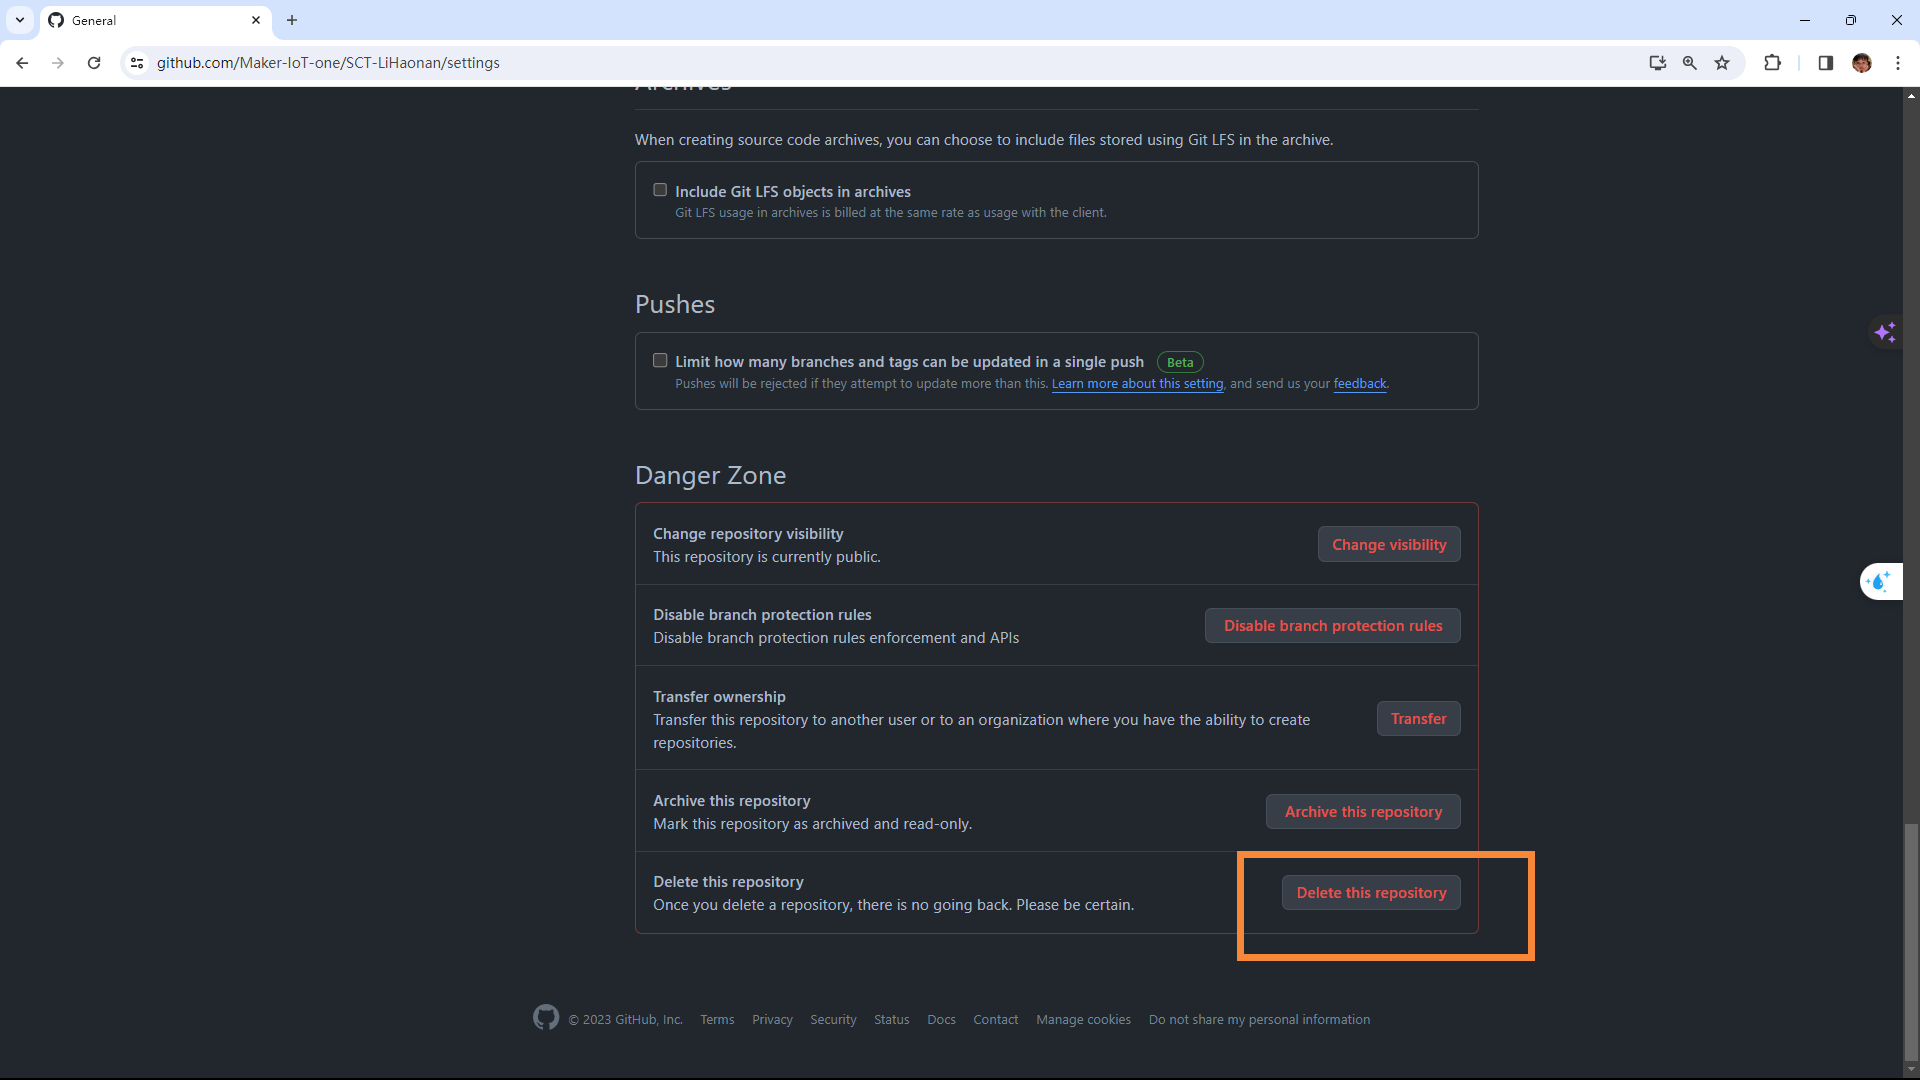 General
github.com/Maker-IoT-one/SCT-LiHaonan/settings
Archives
When creating source code archives, you can choose to include files stored using Git LFS in the archive.
Include Git LFS objects in archives
Git LFS usage in archives is billed at the same rate as usage with the client.
Pushes
Limit how many branches and tags can be updated in a single push Beta
Pushes will be rejected if they attempt to update more than this. Learn more about this setting, and send us your feedback.
Danger Zone
Change repository visibility
This repository is currently public.
Change visibility
Disable branch protection rules
Disable branch protection rules enforcement and APIs
Disable branch protection rules
Transfer ownership
Transfer this repository to another user or to an organization where you have the ability to create
repositories.
Transfer
Archive this repository
Mark this repository as archived and read-only.
Archive this repository
Delete this repository
Once you delete a repository, there is no going back. Please be certain.
Delete this repository
© 2023 GitHub, Inc. Terms Privacy Security Status Docs Contact Manage cookies Do not share my personal information